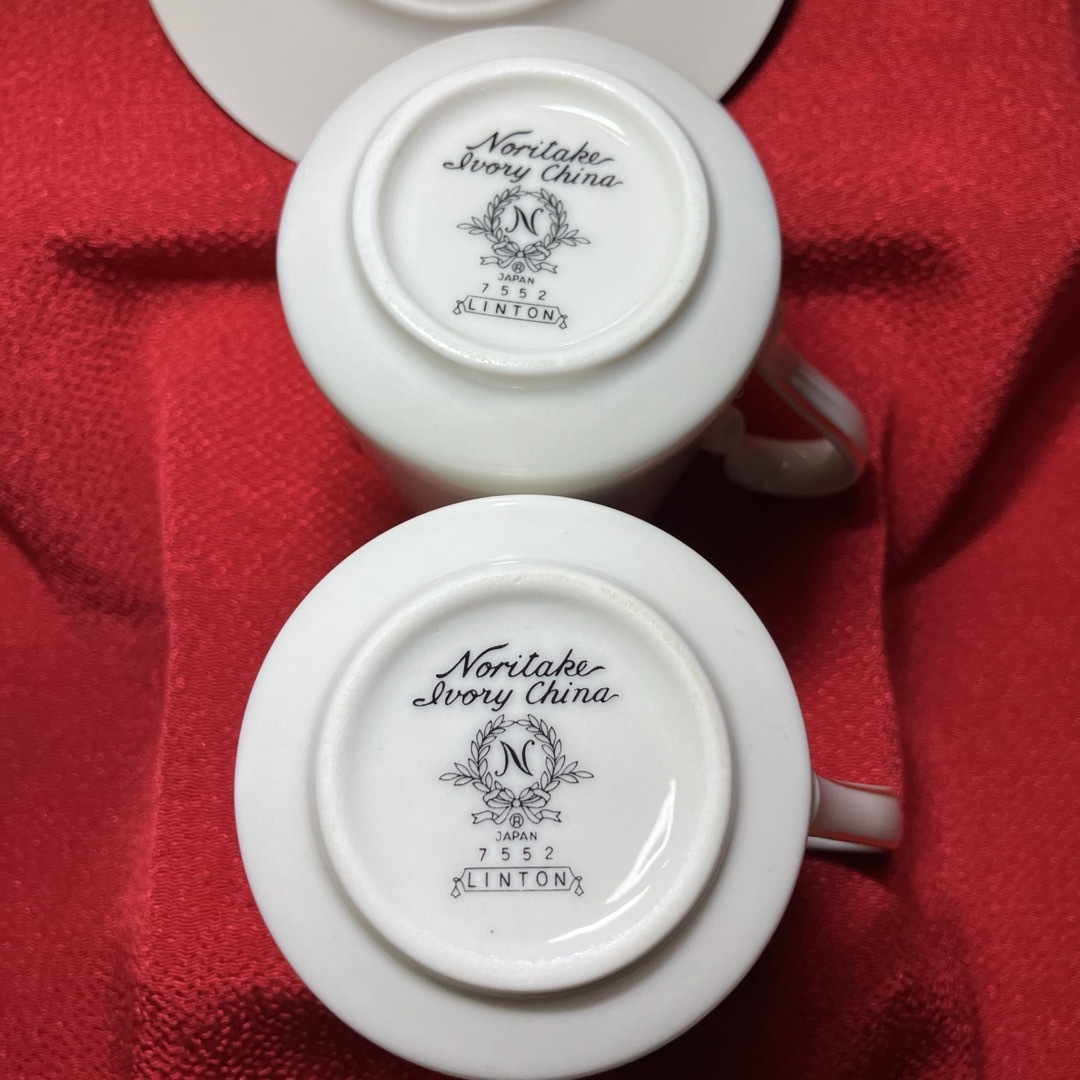 Noritake
Ivory China
N
®
JAPAN
7552
LINTON
Noritake
Ivory China
N
®
JAPAN
7552
LINTON